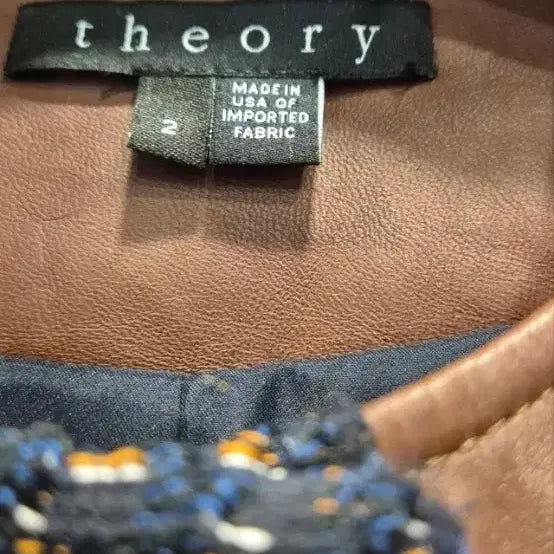 theory
2
MADE IN
USA OF
IMPORTED
FABRIC